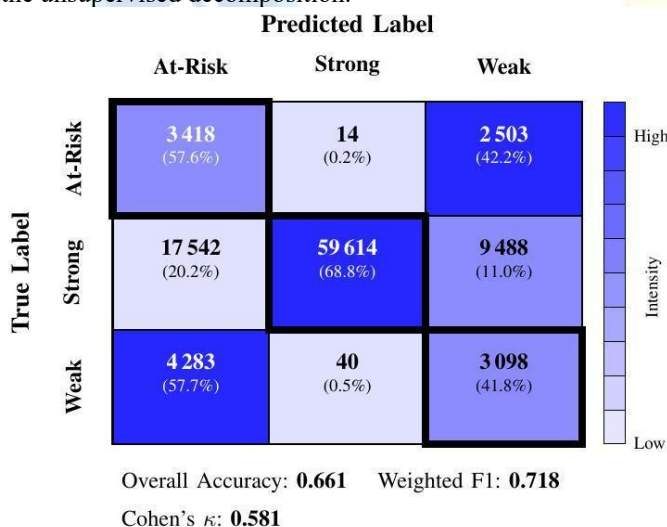 the unsupervised decomposition.
Predicted Label
At-Risk Strong Weak
True Label
At-Risk
3 418 14 2 503
(57.6%) (0.2%) (42.2%)
Strong
17 542 59 614 9 488
(20.2%) (68.8%) (11.0%)
Weak
4 283 40 3 098
(57.7%) (0.5%) (41.8%)
High
Intensity
Low
Overall Accuracy: 0.661 Weighted F1: 0.718
Cohen's κ: 0.581